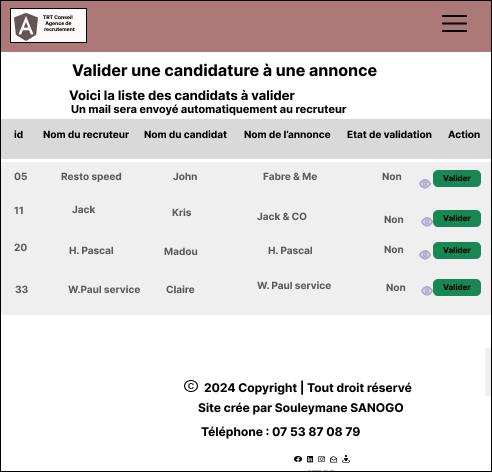 TRT Conseil
Agence de
recrutement
Valider une candidature à une annonce
Voici la liste des candidats à valider
Un mail sera envoyé automatiquement au recruteur
id Nom du recruteur Nom du candidat Nom de l'annonce Etat de validation Action
05 Resto speed John Fabre & Me Non Valider
11 Jack Kris Jack & CO Non Valider
20 H. Pascal Madou H. Pascal Non Valider
33 W.Paul service Claire W. Paul service Non Valider
© 2024 Copyright | Tout droit réservé
Site crée par Souleymane SANOGO
Téléphone : 07 53 87 08 79